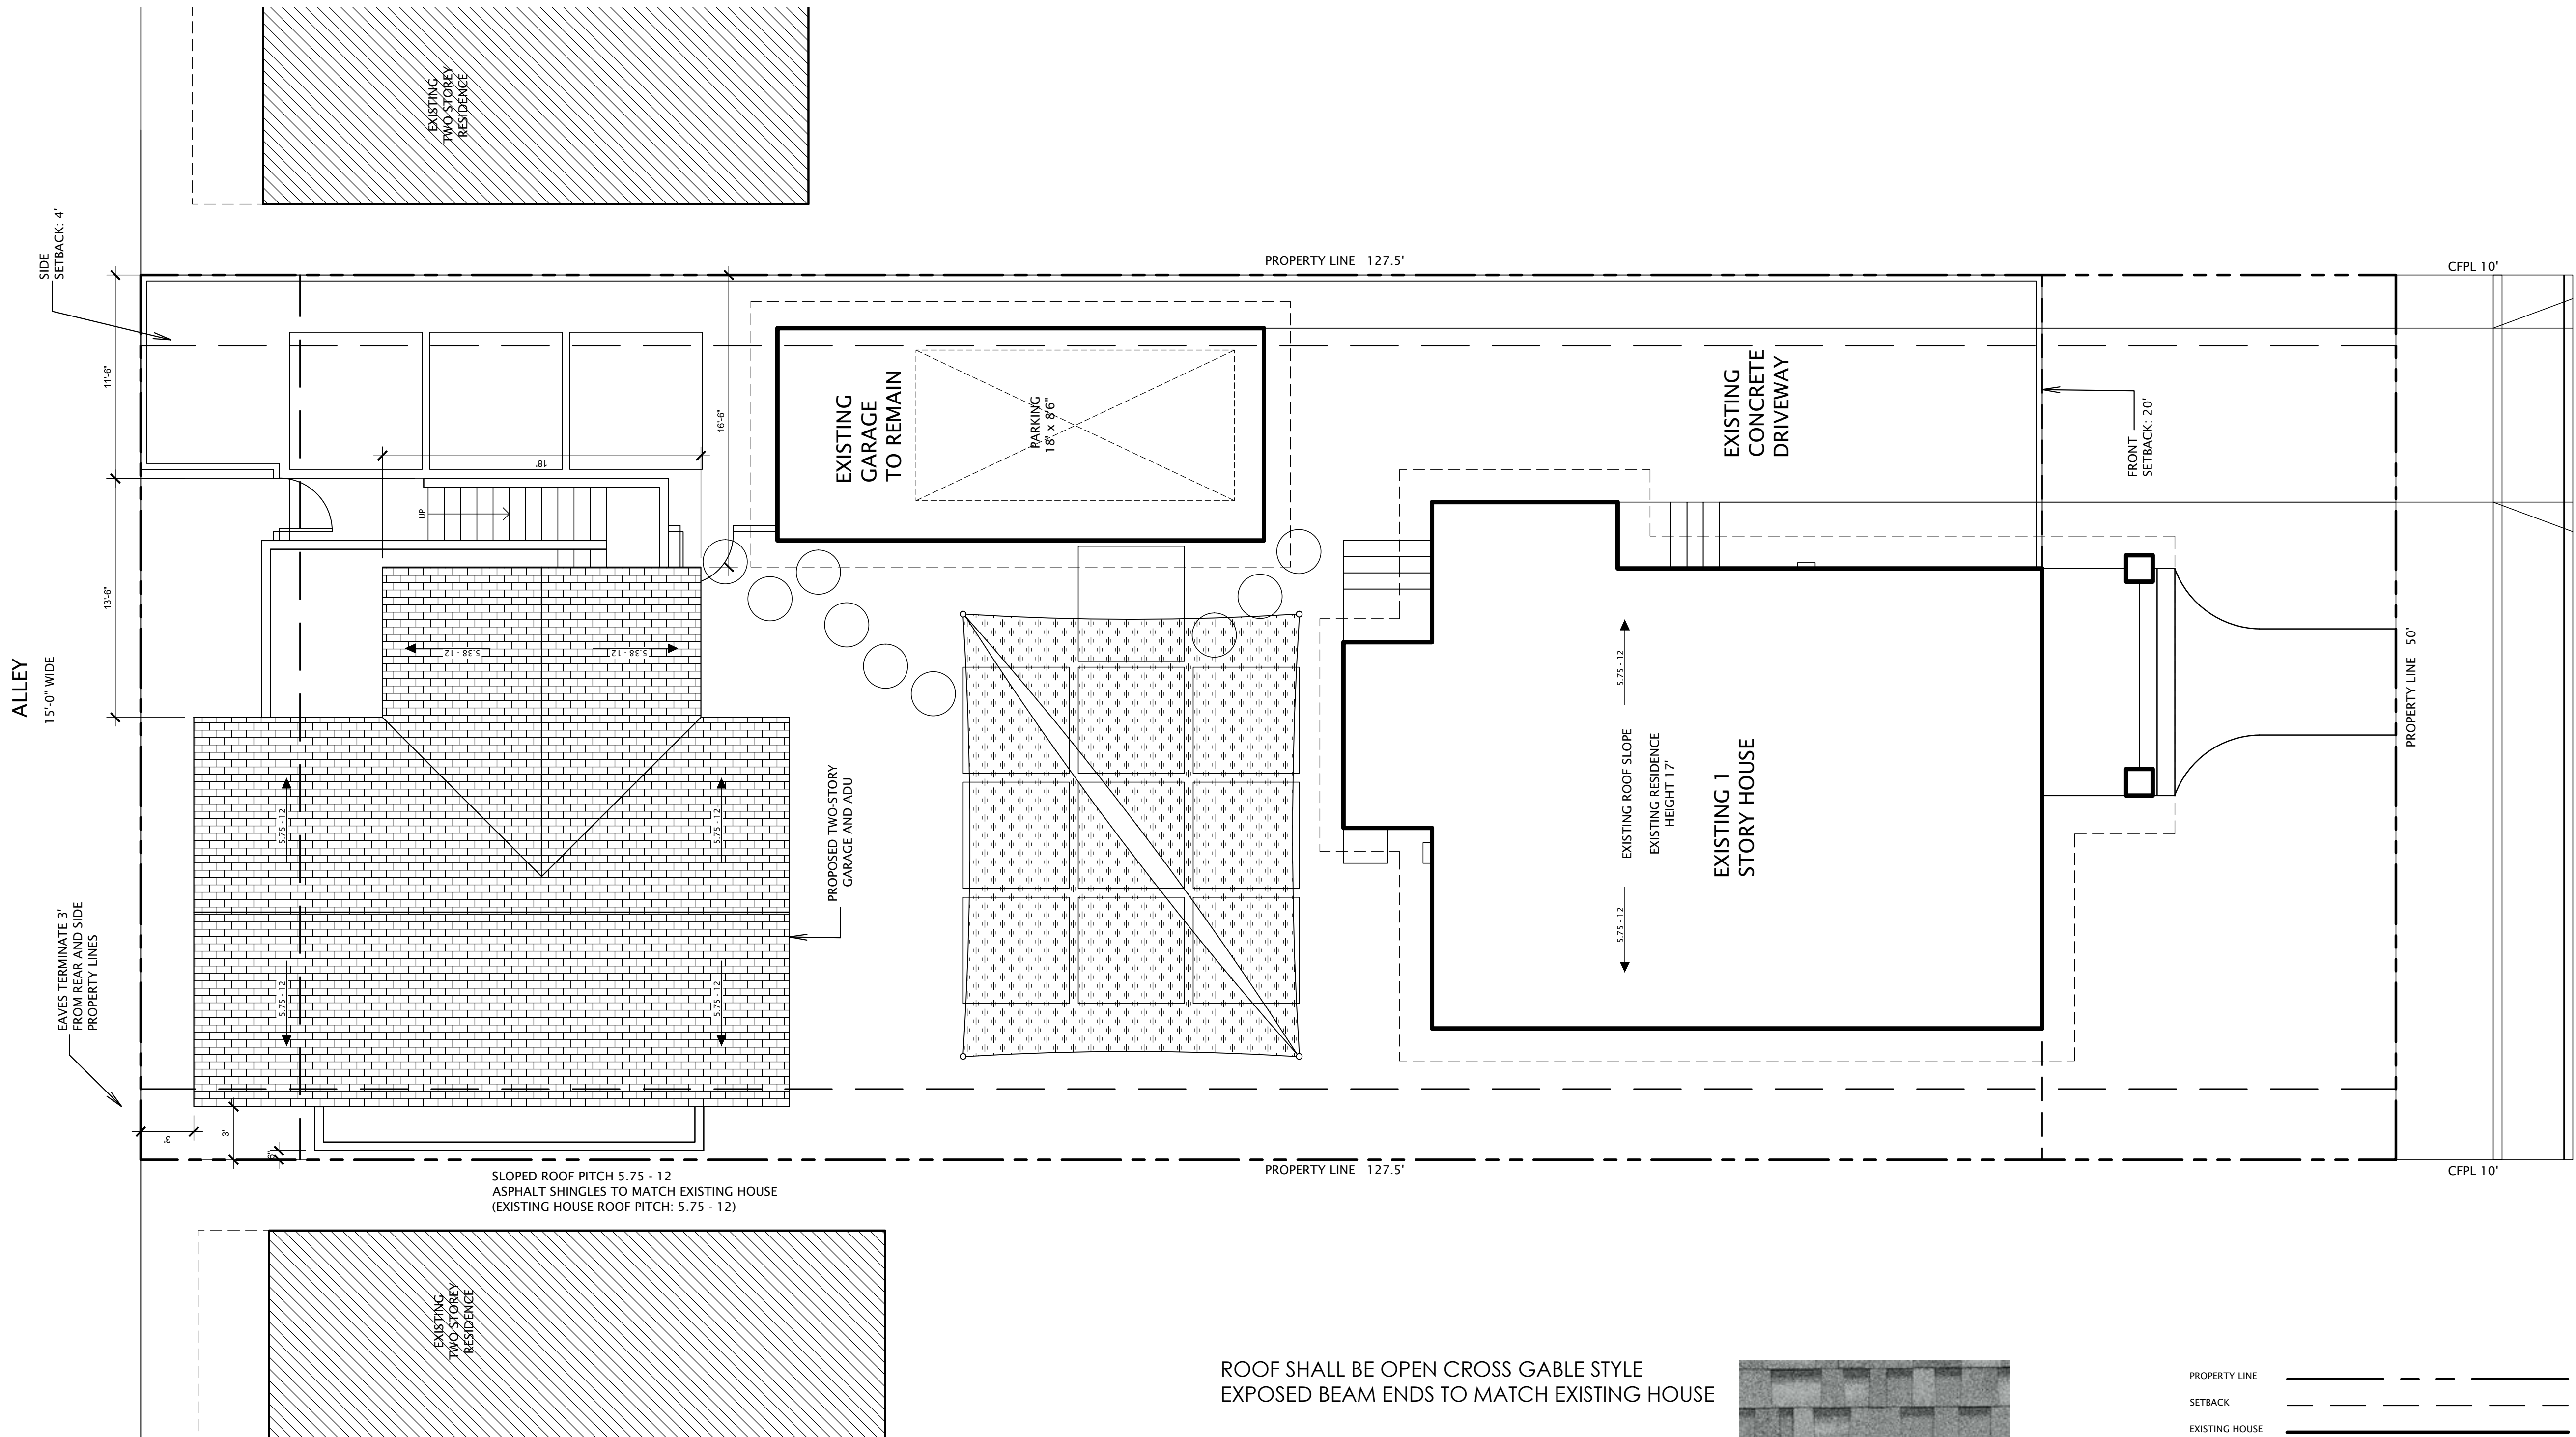 EXISTING
TWO STOREY
RESIDENCE
SIDE
SETBACK: 4'
PROPERTY LINE 127.5'
CFPL 10'
11'-6"
16'-6"
18'
UP
EXISTING
GARAGE
TO REMAIN
PARKING
18' x 8'6"
EXISTING
CONCRETE
DRIVEWAY
FRONT
SETBACK: 20'
13'-6"
ALLEY
15'-0" WIDE
5.38 - 12
5.38 - 12
5.75 - 12
5.75 - 12
5.75 - 12
5.75 - 12
PROPOSED TWO-STORY
GARAGE AND ADU
5.75 - 12
EXISTING ROOF SLOPE
5.75 - 12
EXISTING RESIDENCE
HEIGHT 17'
EXISTING 1
STORY HOUSE
PROPERTY LINE 50'
EAVES TERMINATE 3'
FROM REAR AND SIDE
PROPERTY LINES
3'
3'
6"
SLOPED ROOF PITCH 5.75 - 12
ASPHALT SHINGLES TO MATCH EXISTING HOUSE
(EXISTING HOUSE ROOF PITCH: 5.75 - 12)
PROPERTY LINE 127.5'
CFPL 10'
EXISTING
TWO STOREY
RESIDENCE
ROOF SHALL BE OPEN CROSS GABLE STYLE
EXPOSED BEAM ENDS TO MATCH EXISTING HOUSE
PROPERTY LINE
SETBACK
EXISTING HOUSE